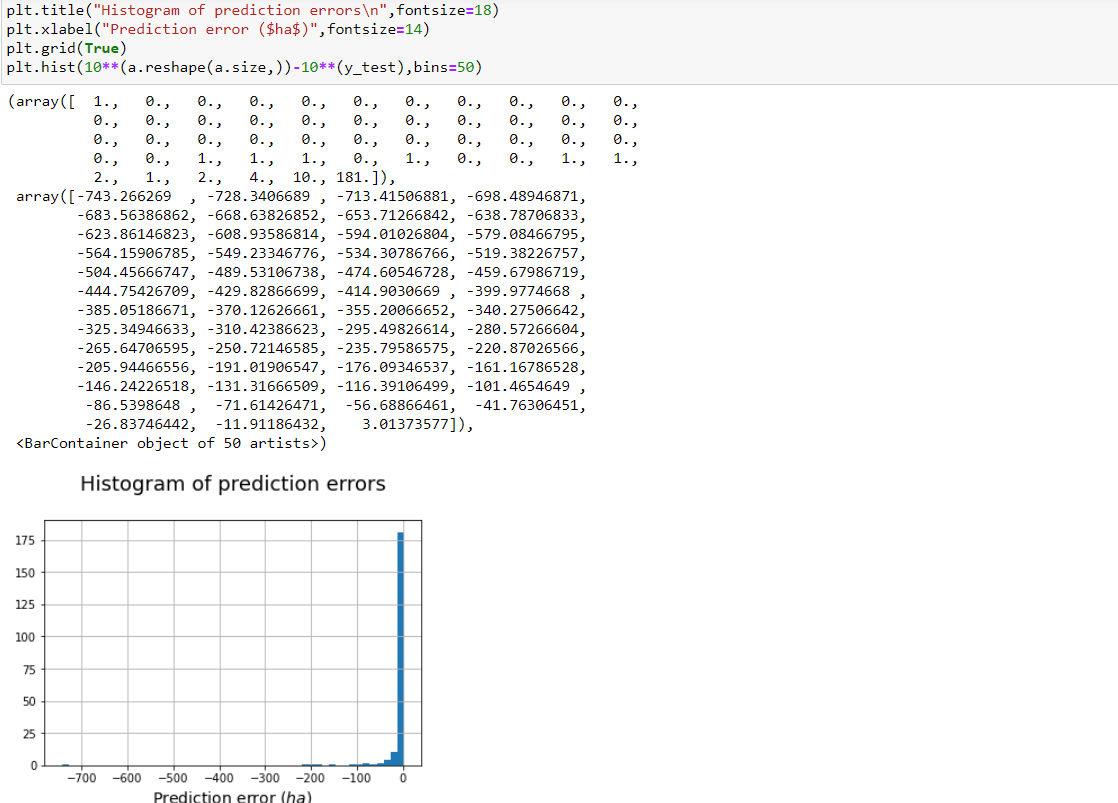 plt.title("Histogram of prediction errors\n",fontsize=18)
plt.xlabel("Prediction error ($ha$)",fontsize=14)
plt.grid(True)
plt.hist(10**(a.reshape(a.size,))-10**(y_test),bins=50)
(array([  1.,   0.,   0.,   0.,   0.,   0.,   0.,   0.,   0.,   0.,   0.,
          0.,   0.,   0.,   0.,   0.,   0.,   0.,   0.,   0.,   0.,   0.,
          0.,   0.,   0.,   0.,   0.,   0.,   0.,   0.,   0.,   0.,   0.,
          0.,   0.,   1.,   1.,   1.,   0.,   1.,   0.,   0.,   1.,   1.,
          2.,   1.,   2.,   4.,  10., 181.]),
 array([-743.266269  , -728.3406689 , -713.41506881, -698.48946871,
        -683.56386862, -668.63826852, -653.71266842, -638.78706833,
        -623.86146823, -608.93586814, -594.01026804, -579.08466795,
        -564.15906785, -549.23346776, -534.30786766, -519.38226757,
        -504.45666747, -489.53106738, -474.60546728, -459.67986719,
        -444.75426709, -429.82866699, -414.9030669 , -399.9774668 ,
        -385.05186671, -370.12626661, -355.20066652, -340.27506642,
        -325.34946633, -310.42386623, -295.49826614, -280.57266604,
        -265.64706595, -250.72146585, -235.79586575, -220.87026566,
        -205.94466556, -191.01906547, -176.09346537, -161.16786528,
        -146.24226518, -131.31666509, -116.39106499, -101.4654649 ,
         -86.5398648 ,  -71.61426471,  -56.68866461,  -41.76306451,
         -26.83746442,  -11.91186432,    3.01373577]),
 <BarContainer object of 50 artists>)
Histogram of prediction errors
175
150
125
100
75
50
25
0
−700 −600 −500 −400 −300 −200 −100 0
Prediction error (ha)